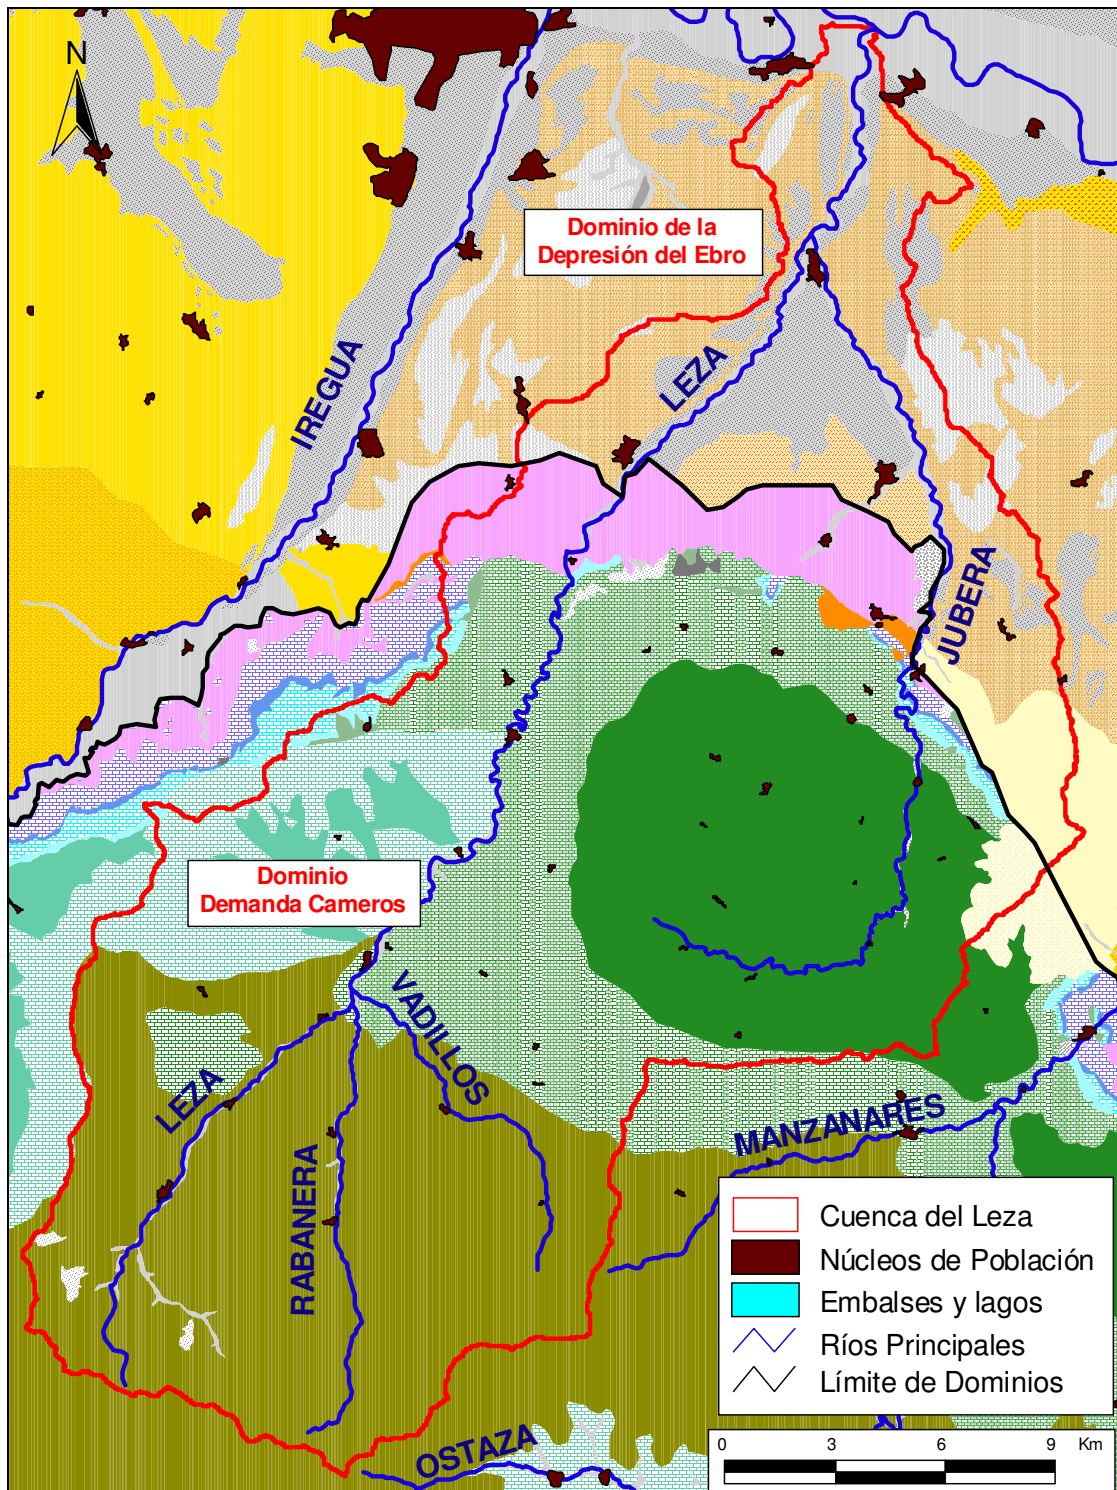 N
Dominio de la
Depresión del Ebro
IREGUA
LEZA
JUBERA
Dominio
Demanda Cameros
VADILLOS
LEZA
RABANERA
MANZANARES
OSTAZA
Cuenca del Leza
Núcleos de Población
Embalses y lagos
Ríos Principales
Límite de Dominios
0 3 6 9 Km